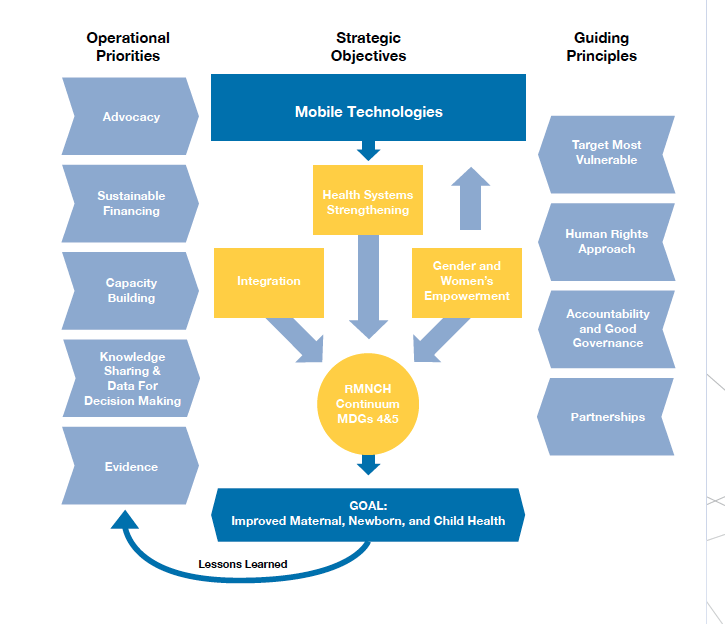 Operational
Priorities
Advocacy
Sustainable
Financing
Capacity
Building
Knowledge
Sharing &
Data For
Decision Making
Evidence
Strategic
Objectives
Mobile Technologies
Health Systems
Strengthening
Integration
Gender and
Women's
Empowerment
RMNCH
Continuum
MDGs 4&5
GOAL:
Improved Maternal, Newborn, and Child Health
Lessons Learned
Guiding
Principles
Target Most
Vulnerable
Human Rights
Approach
Accountability
and Good
Governance
Partnerships